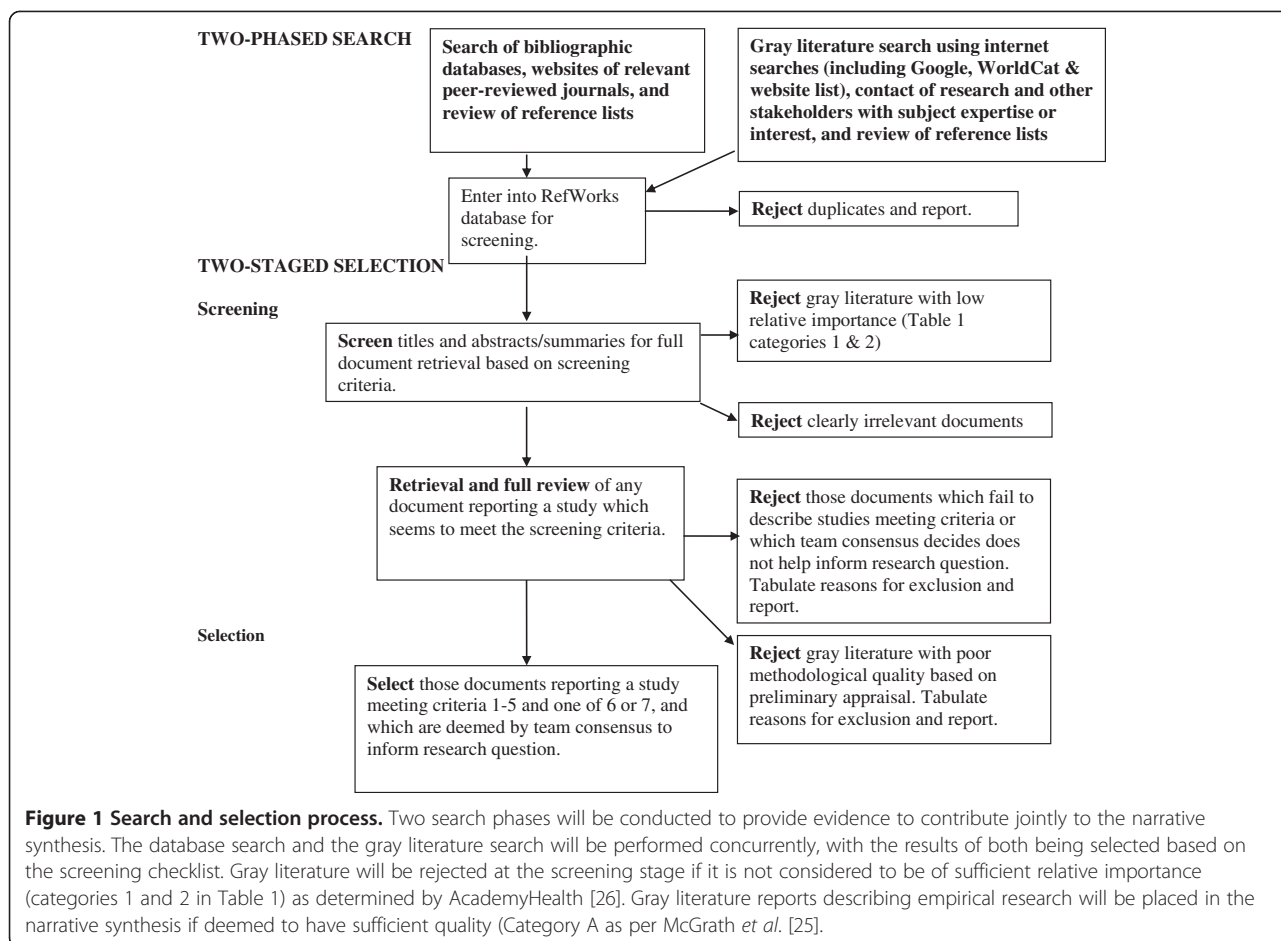 TWO-PHASED SEARCH
Search of bibliographic
databases, websites of relevant
peer-reviewed journals, and
review of reference lists
Gray literature search using internet
searches (including Google, WorldCat &
website list), contact of research and other
stakeholders with subject expertise or
interest, and review of reference lists
Enter into RefWorks
database for
screening.
Reject duplicates and report.
TWO-STAGED SELECTION
Screening
Reject gray literature with low
relative importance (Table 1
categories 1 & 2)
Screen titles and abstracts/summaries for full
document retrieval based on screening
criteria.
Reject clearly irrelevant documents
Retrieval and full review of any
document reporting a study which
seems to meet the screening criteria.
Reject those documents which fail to
describe studies meeting criteria or
which team consensus decides does
not help inform research question.
Tabulate reasons for exclusion and
report.
Selection
Reject gray literature with poor
methodological quality based on
preliminary appraisal. Tabulate
reasons for exclusion and report.
Select those documents reporting a study
meeting criteria 1-5 and one of 6 or 7, and
which are deemed by team consensus to
inform research question.
Figure 1 Search and selection process. Two search phases will be conducted to provide evidence to contribute jointly to the narrative
synthesis. The database search and the gray literature search will be performed concurrently, with the results of both being selected based on
the screening checklist. Gray literature will be rejected at the screening stage if it is not considered to be of sufficient relative importance
(categories 1 and 2 in Table 1) as determined by AcademyHealth [26]. Gray literature reports describing empirical research will be placed in the
narrative synthesis if deemed to have sufficient quality (Category A as per McGrath et al. [25].